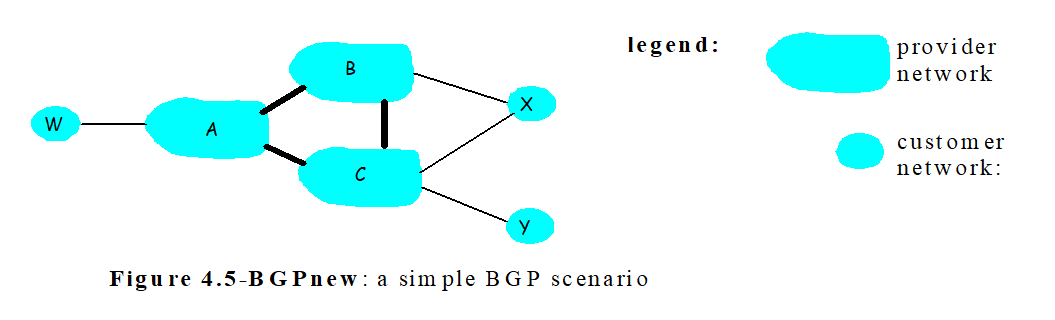 legend:
provider
network
B
X
W
A
customer
network:
C
y
Figure 4.5-BGPnew: a simple BGP scenario